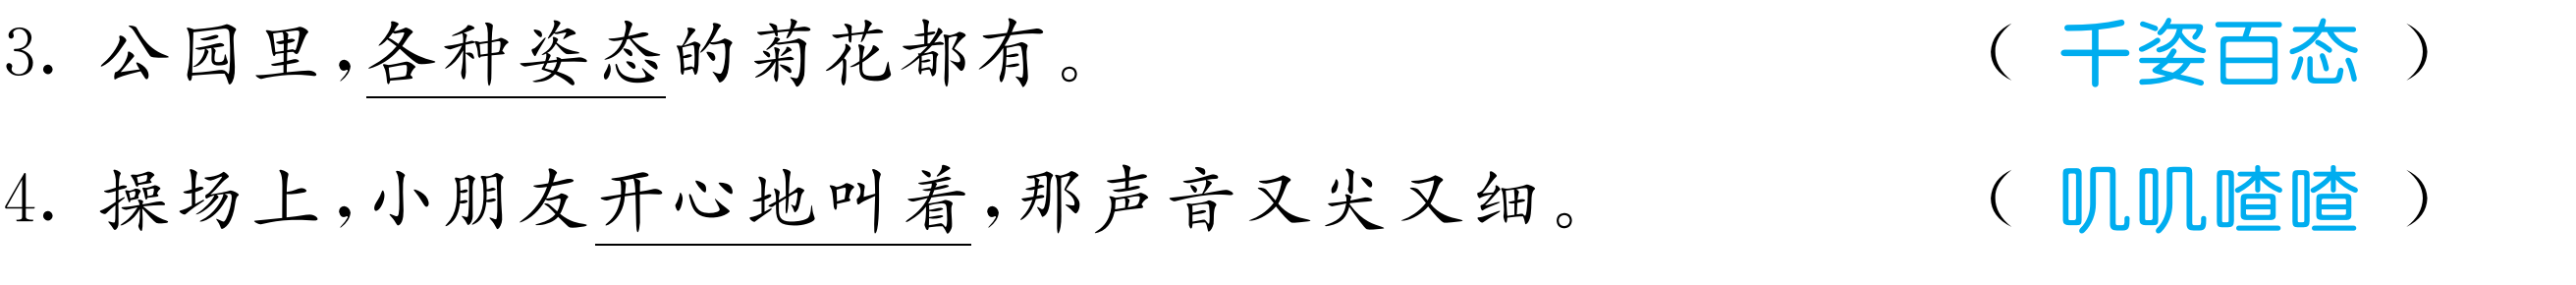 3. 公园里,各种姿态的菊花都有。 ( 千姿百态 )
4. 操场上,小朋友开心地叫着,那声音又尖又细。 ( 叽叽喳喳 )